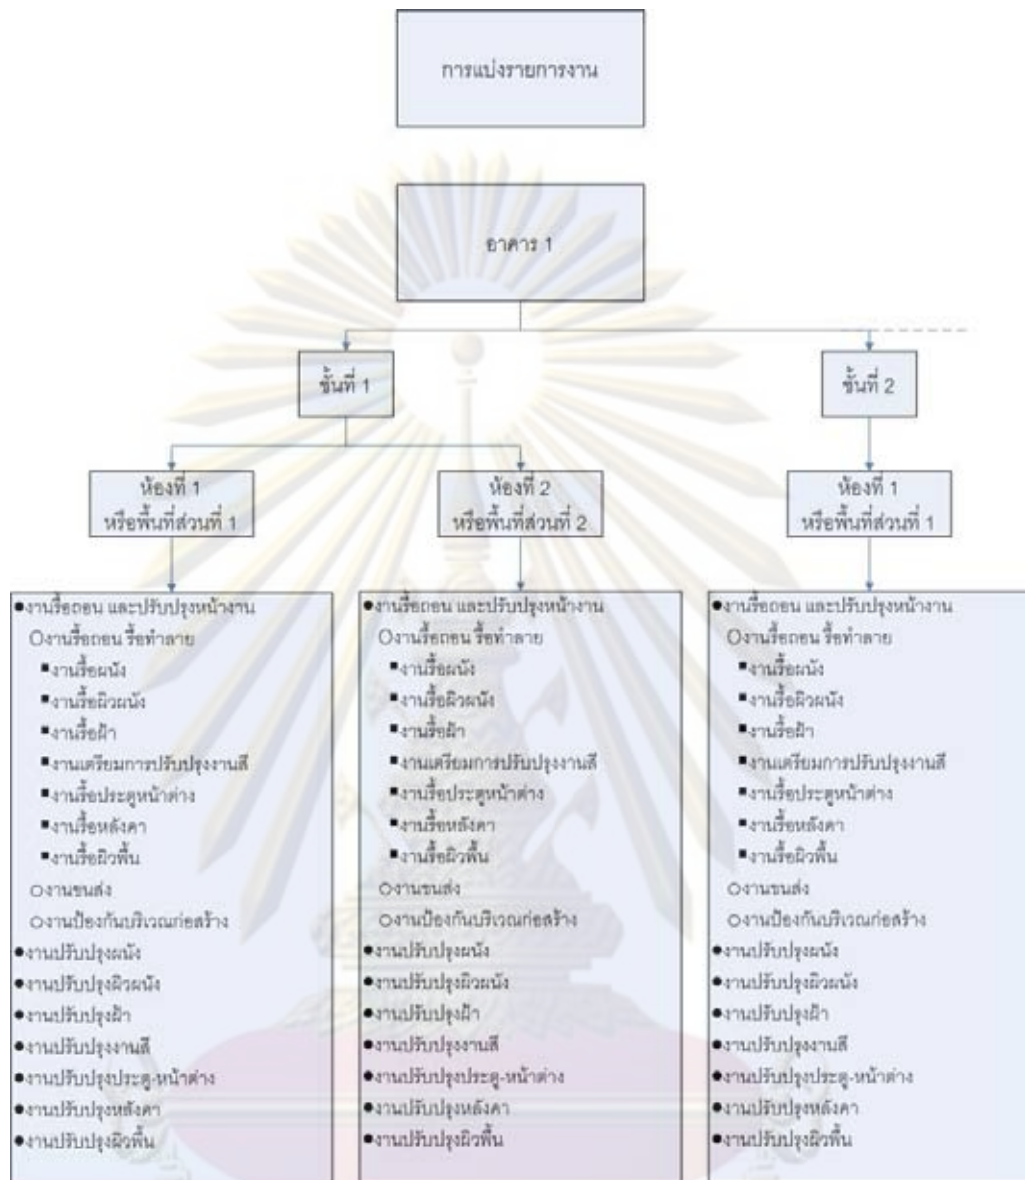 การแบ่งรายการงาน
อาคาร 1
ชั้นที่ 1
ชั้นที่ 2
ห้องที่ 1
หรือพื้นที่ส่วนที่ 1
ห้องที่ 2
หรือพื้นที่ส่วนที่ 2
ห้องที่ 1
หรือพื้นที่ส่วนที่ 1
●งานรื้อถอน และปรับปรุงหน้างาน
○งานรื้อถอน รื้อทำลาย
▪งานรื้อผนัง
▪งานรื้อผิวผนัง
▪งานรื้อฝ้า
▪งานเตรียมการปรับปรุงงานสี
▪งานรื้อประตูหน้าต่าง
▪งานรื้อหลังคา
▪งานรื้อผิวพื้น
○งานขนส่ง
○งานป้องกันบริเวณก่อสร้าง
●งานปรับปรุงผนัง
●งานปรับปรุงผิวผนัง
●งานปรับปรุงฝ้า
●งานปรับปรุงงานสี
●งานปรับปรุงประตู-หน้าต่าง
●งานปรับปรุงหลังคา
●งานปรับปรุงผิวพื้น
●งานรื้อถอน และปรับปรุงหน้างาน
○งานรื้อถอน รื้อทำลาย
▪งานรื้อผนัง
▪งานรื้อผิวผนัง
▪งานรื้อฝ้า
▪งานเตรียมการปรับปรุงงานสี
▪งานรื้อประตูหน้าต่าง
▪งานรื้อหลังคา
▪งานรื้อผิวพื้น
○งานขนส่ง
○งานป้องกันบริเวณก่อสร้าง
●งานปรับปรุงผนัง
●งานปรับปรุงผิวผนัง
●งานปรับปรุงฝ้า
●งานปรับปรุงงานสี
●งานปรับปรุงประตู-หน้าต่าง
●งานปรับปรุงหลังคา
●งานปรับปรุงผิวพื้น
●งานรื้อถอน และปรับปรุงหน้างาน
○งานรื้อถอน รื้อทำลาย
▪งานรื้อผนัง
▪งานรื้อผิวผนัง
▪งานรื้อฝ้า
▪งานเตรียมการปรับปรุงงานสี
▪งานรื้อประตูหน้าต่าง
▪งานรื้อหลังคา
▪งานรื้อผิวพื้น
○งานขนส่ง
○งานป้องกันบริเวณก่อสร้าง
●งานปรับปรุงผนัง
●งานปรับปรุงผิวผนัง
●งานปรับปรุงฝ้า
●งานปรับปรุงงานสี
●งานปรับปรุงประตู-หน้าต่าง
●งานปรับปรุงหลังคา
●งานปรับปรุงผิวพื้น